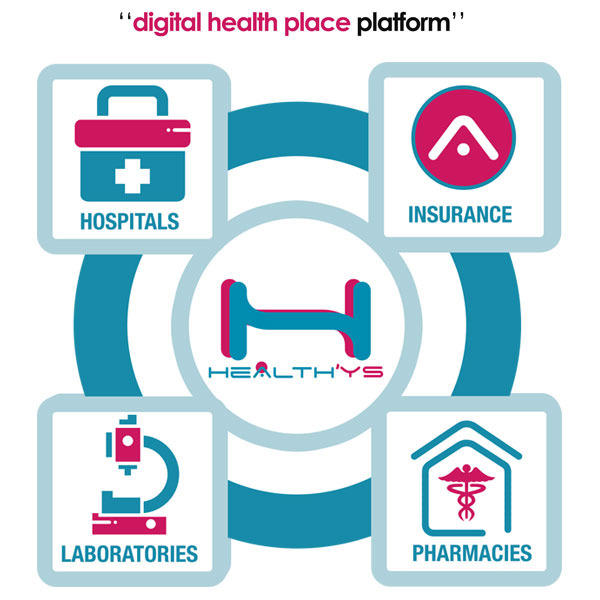 ‘‘digital health place platform’’
HOSPITALS
INSURANCE
HEALTH'YS
LABORATORIES
PHARMACIES